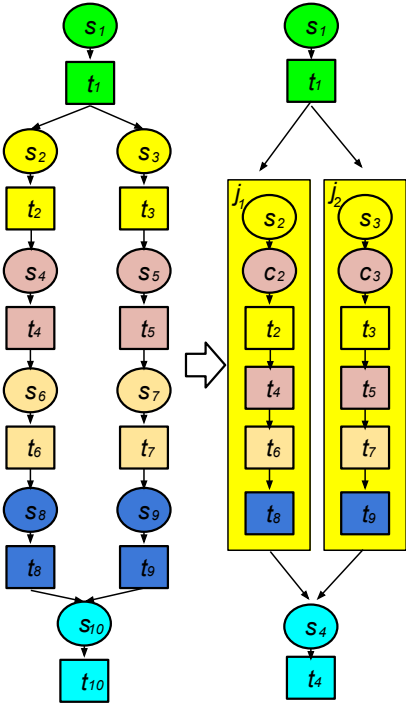 s1 s1
t1 t1
s2 s3 j1 j2
s2 s3
t2 t3
s4 s5 c2 c3
t4 t5 t2 t3
s6 s7 t4 t5
t6 t7 t6 t7
s8 s9 t8 t9
t8 t9
s10 s4
t10 t4